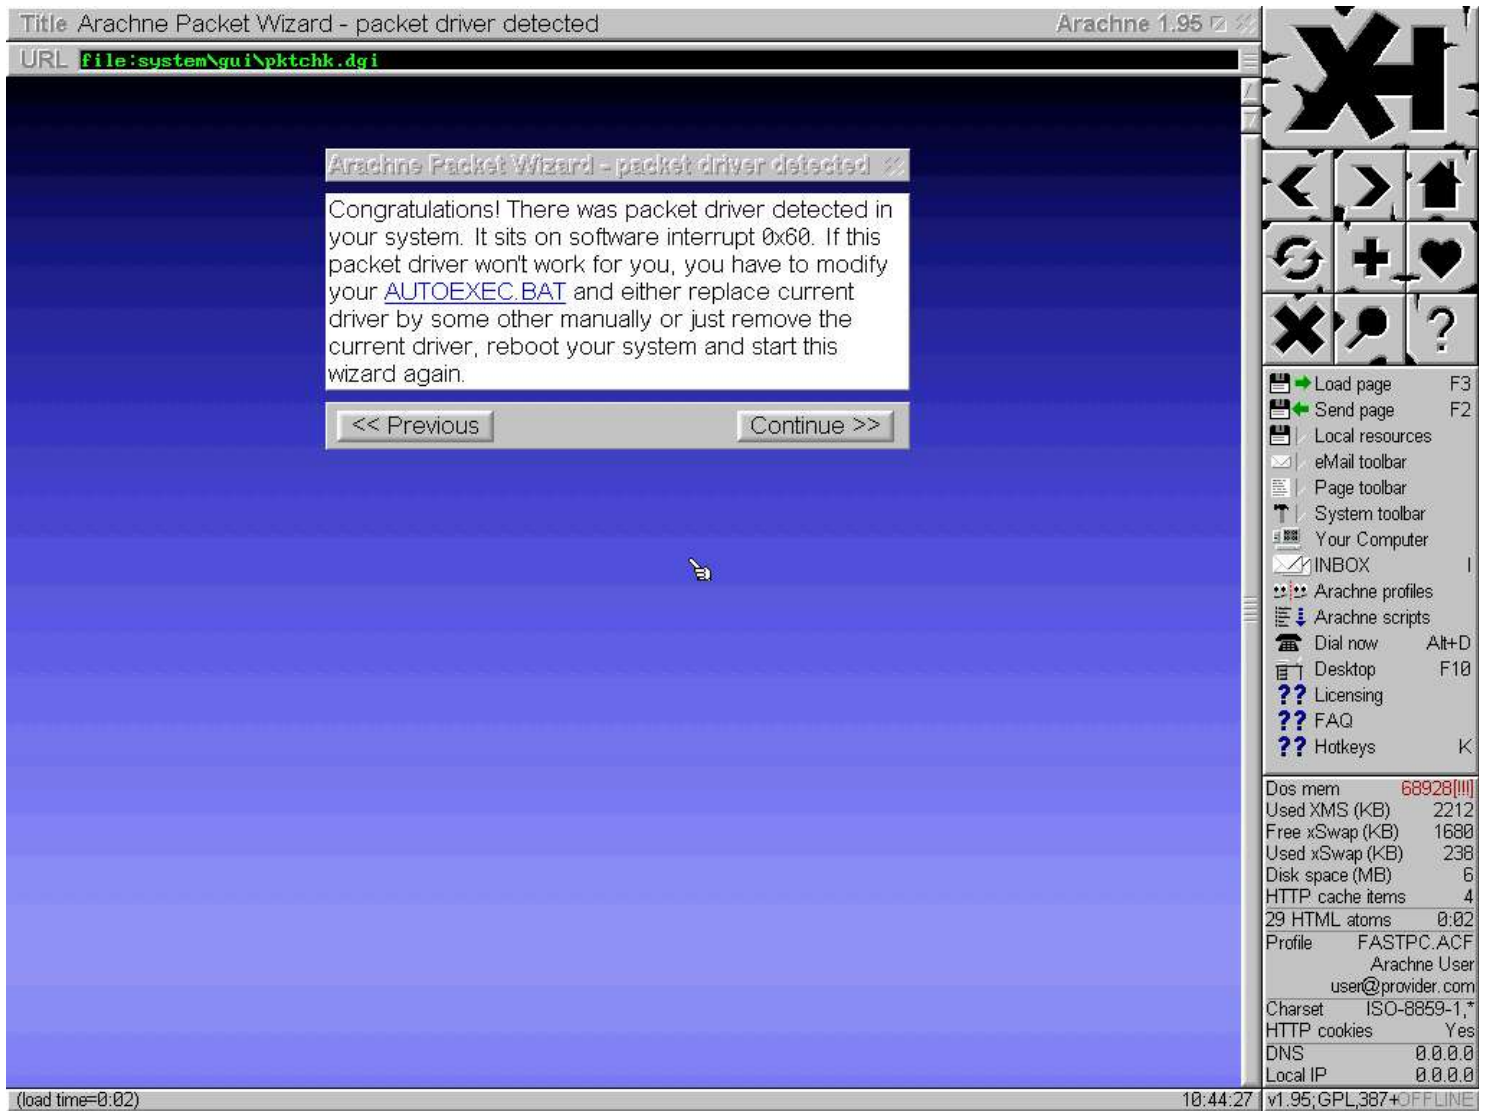 Title Arachne Packet Wizard - packet driver detected Arachne 1.95
URL file:system\gui\pktchk.dgi
Arachne Packet Wizard - packet driver detected
Congratulations! There was packet driver detected in
your system. It sits on software interrupt 0x60. If this
packet driver won't work for you, you have to modify
your AUTOEXEC.BAT and either replace current
driver by some other manually or just remove the
current driver, reboot your system and start this
wizard again.
<< Previous Continue >>
Load page F3
Send page F2
Local resources
eMail toolbar
Page toolbar
System toolbar
Your Computer
INBOX I
Arachne profiles
Arachne scripts
Dial now Alt+D
Desktop F10
?? Licensing
?? FAQ
?? Hotkeys K
Dos mem 68928[!!!]
Used XMS (KB) 2212
Free xSwap (KB) 1680
Used xSwap (KB) 238
Disk space (MB) 6
HTTP cache items 4
29 HTML atoms 0:02
Profile FASTPC.ACF
Arachne User
user@provider.com
Charset ISO-8859-1,*
HTTP cookies Yes
DNS 0.0.0.0
Local IP 0.0.0.0
(load time=0:02) 10:44:27 v1.95;GPL,387+OFFLINE